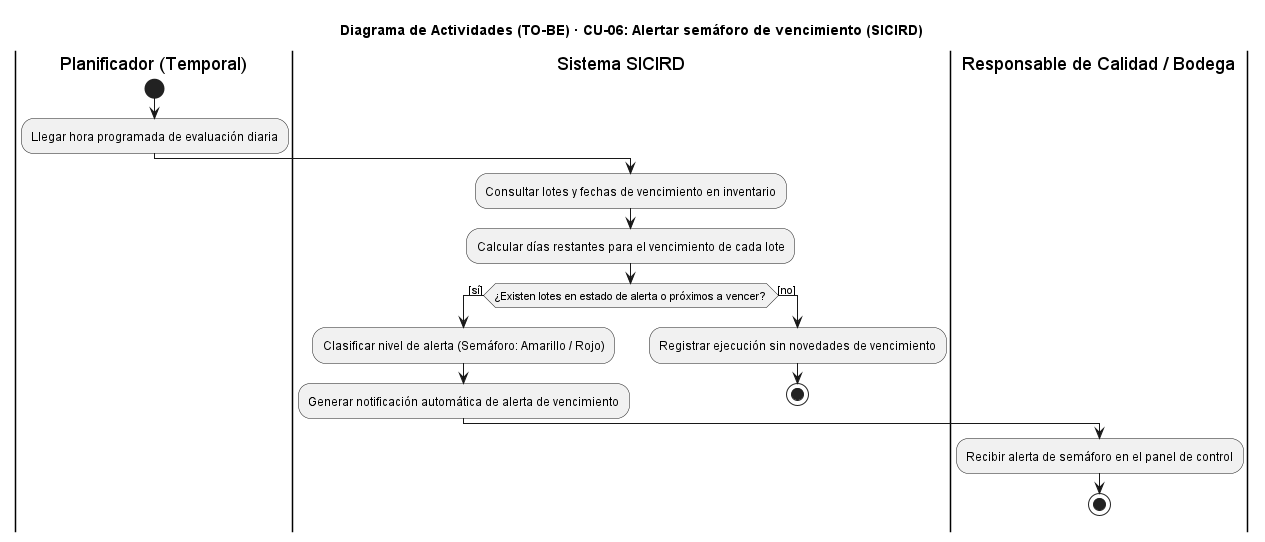 Diagrama de Actividades (TO-BE) · CU-06: Alertar semáforo de vencimiento (SICIRD)
Planificador (Temporal)
Sistema SICIRD
Responsable de Calidad / Bodega
Llegar hora programada de evaluación diaria
Consultar lotes y fechas de vencimiento en inventario
Calcular días restantes para el vencimiento de cada lote
[sí]
¿Existen lotes en estado de alerta o próximos a vencer?
[no]
Clasificar nivel de alerta (Semáforo: Amarillo / Rojo)
Registrar ejecución sin novedades de vencimiento
Generar notificación automática de alerta de vencimiento
Recibir alerta de semáforo en el panel de control